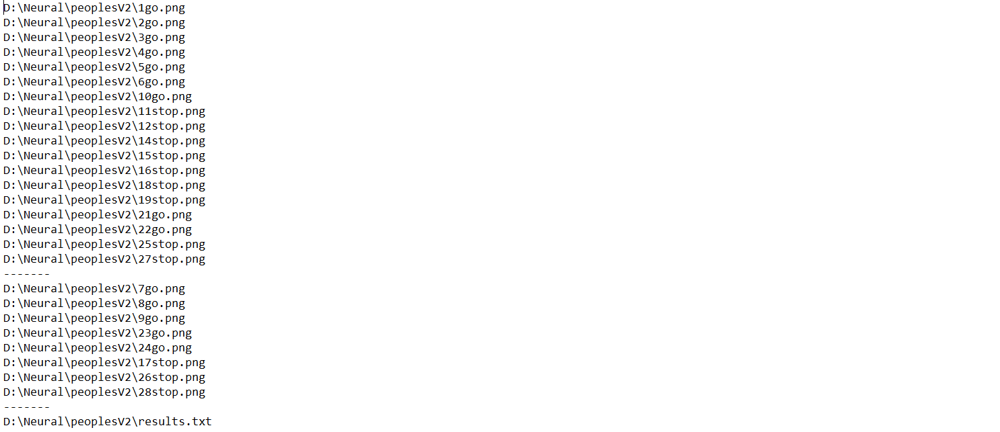 D:\Neural\peoplesV2\1go.png
D:\Neural\peoplesV2\2go.png
D:\Neural\peoplesV2\3go.png
D:\Neural\peoplesV2\4go.png
D:\Neural\peoplesV2\5go.png
D:\Neural\peoplesV2\6go.png
D:\Neural\peoplesV2\10go.png
D:\Neural\peoplesV2\11stop.png
D:\Neural\peoplesV2\12stop.png
D:\Neural\peoplesV2\14stop.png
D:\Neural\peoplesV2\15stop.png
D:\Neural\peoplesV2\16stop.png
D:\Neural\peoplesV2\18stop.png
D:\Neural\peoplesV2\19stop.png
D:\Neural\peoplesV2\21go.png
D:\Neural\peoplesV2\22go.png
D:\Neural\peoplesV2\25stop.png
D:\Neural\peoplesV2\27stop.png
-------
D:\Neural\peoplesV2\7go.png
D:\Neural\peoplesV2\8go.png
D:\Neural\peoplesV2\9go.png
D:\Neural\peoplesV2\23go.png
D:\Neural\peoplesV2\24go.png
D:\Neural\peoplesV2\17stop.png
D:\Neural\peoplesV2\26stop.png
D:\Neural\peoplesV2\28stop.png
-------
D:\Neural\peoplesV2\results.txt